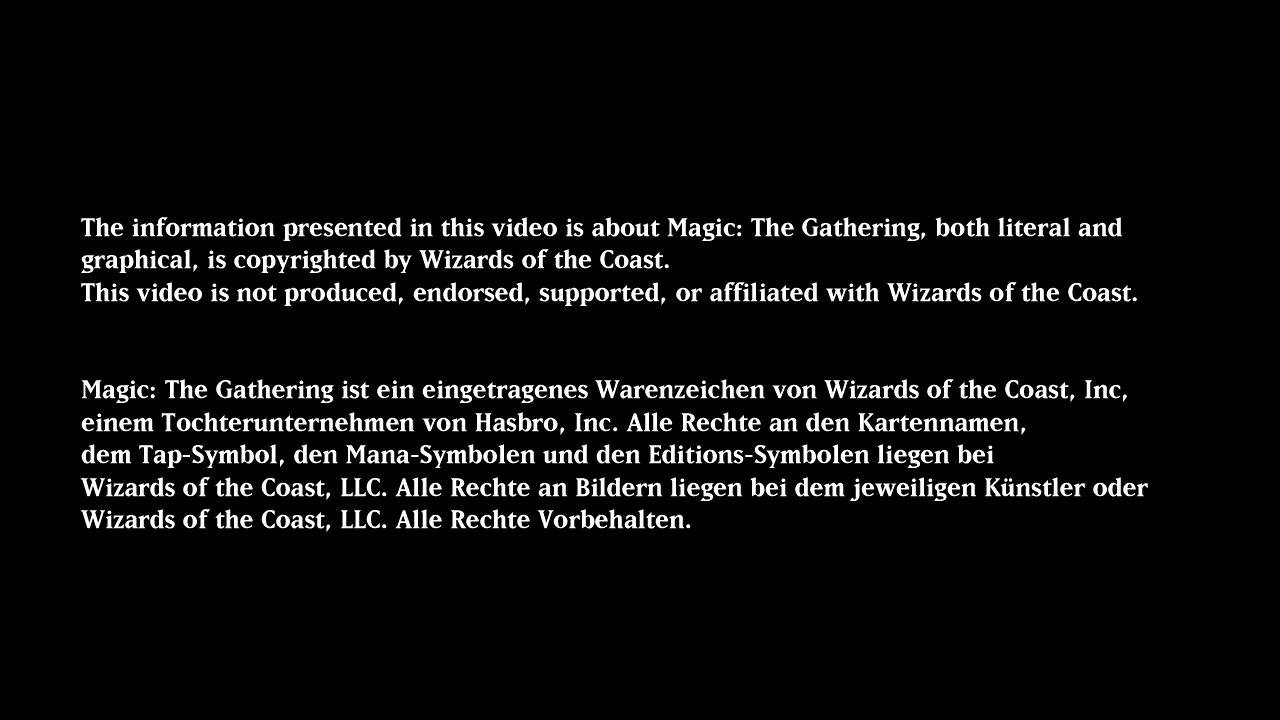 The information presented in this video is about Magic: The Gathering, both literal and
graphical, is copyrighted by Wizards of the Coast.
This video is not produced, endorsed, supported, or affiliated with Wizards of the Coast.
Magic: The Gathering ist ein eingetragenes Warenzeichen von Wizards of the Coast, Inc,
einem Tochterunternehmen von Hasbro, Inc. Alle Rechte an den Kartennamen,
dem Tap-Symbol, den Mana-Symbolen und den Editions-Symbolen liegen bei
Wizards of the Coast, LLC. Alle Rechte an Bildern liegen bei dem jeweiligen Künstler oder
Wizards of the Coast, LLC. Alle Rechte Vorbehalten.